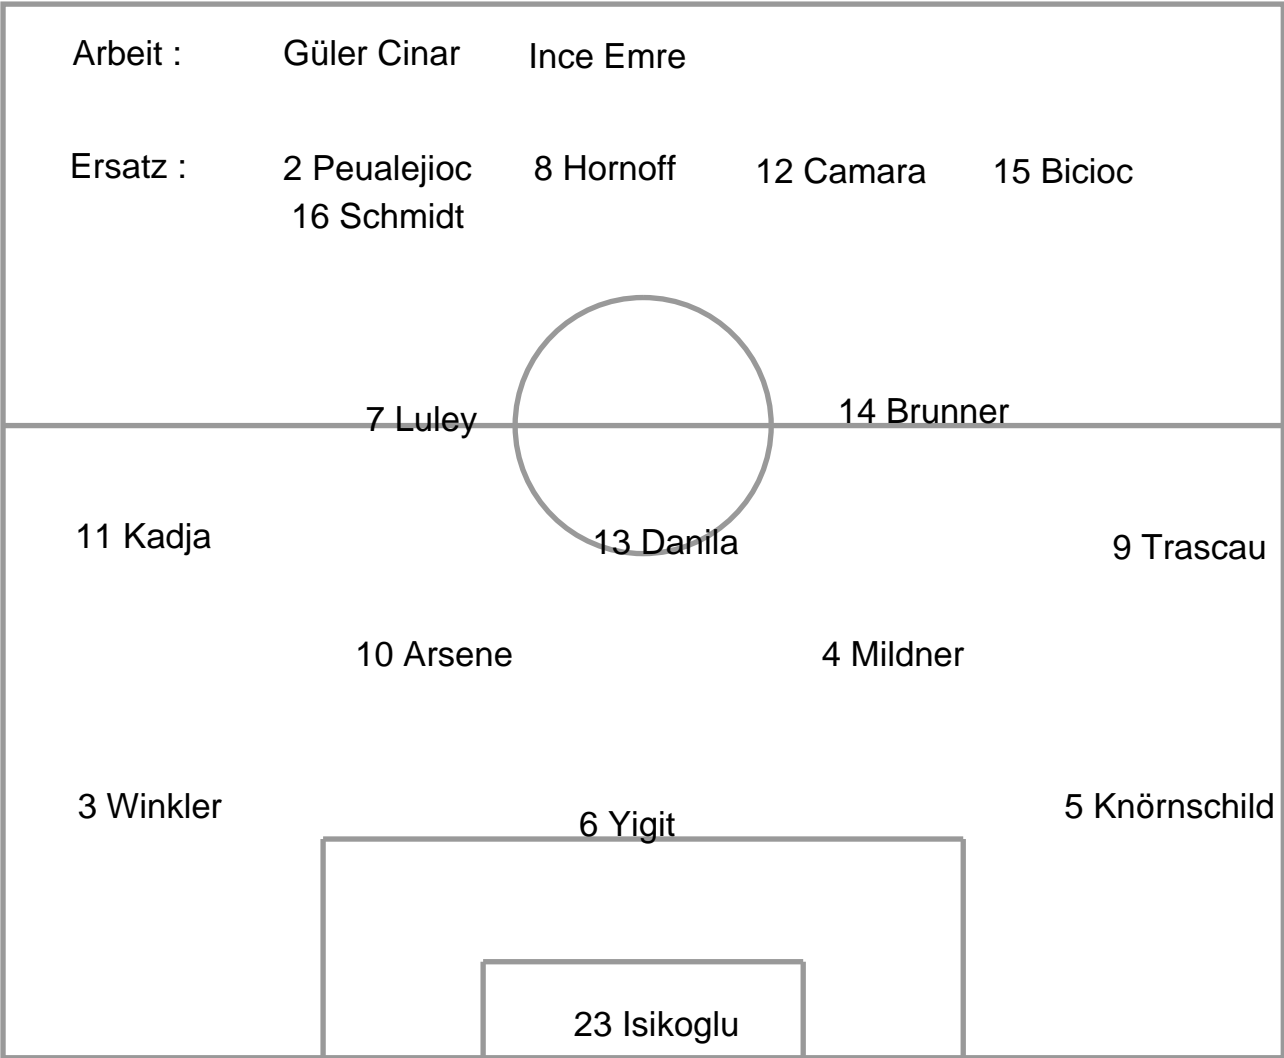 Arbeit : Güler Cinar Ince Emre
Ersatz : 2 Peualejioc 8 Hornoff 12 Camara 15 Bicioc
16 Schmidt
7 Luley 14 Brunner
11 Kadja 13 Danila 9 Trascau
10 Arsene 4 Mildner
3 Winkler 6 Yigit 5 Knörnschild
23 Isikoglu